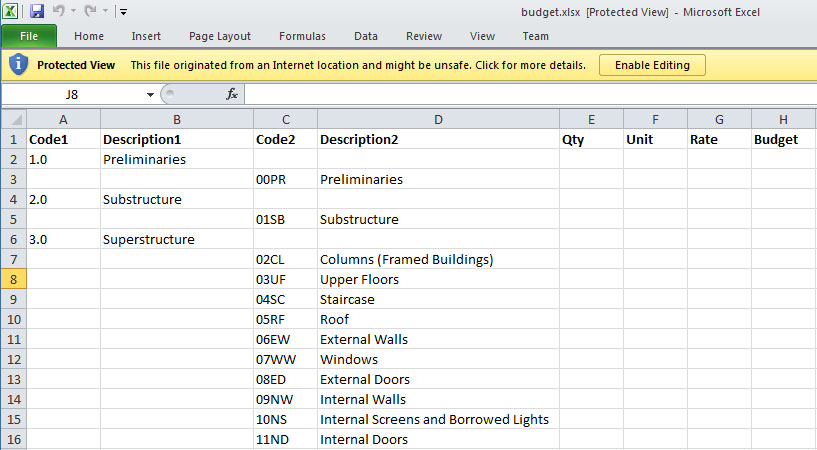 budget.xlsx [Protected View] - Microsoft Excel
File Home Insert Page Layout Formulas Data Review View Team
Protected View This file originated from an Internet location and might be unsafe. Click for more details. Enable Editing
J8 fx
A B C D E F G H
1 Code1 Description1 Code2 Description2 Qty Unit Rate Budget
2 1.0 Preliminaries
3 00PR Preliminaries
4 2.0 Substructure
5 01SB Substructure
6 3.0 Superstructure
7 02CL Columns (Framed Buildings)
8 03UF Upper Floors
9 04SC Staircase
10 05RF Roof
11 06EW External Walls
12 07WW Windows
13 08ED External Doors
14 09NW Internal Walls
15 10NS Internal Screens and Borrowed Lights
16 11ND Internal Doors